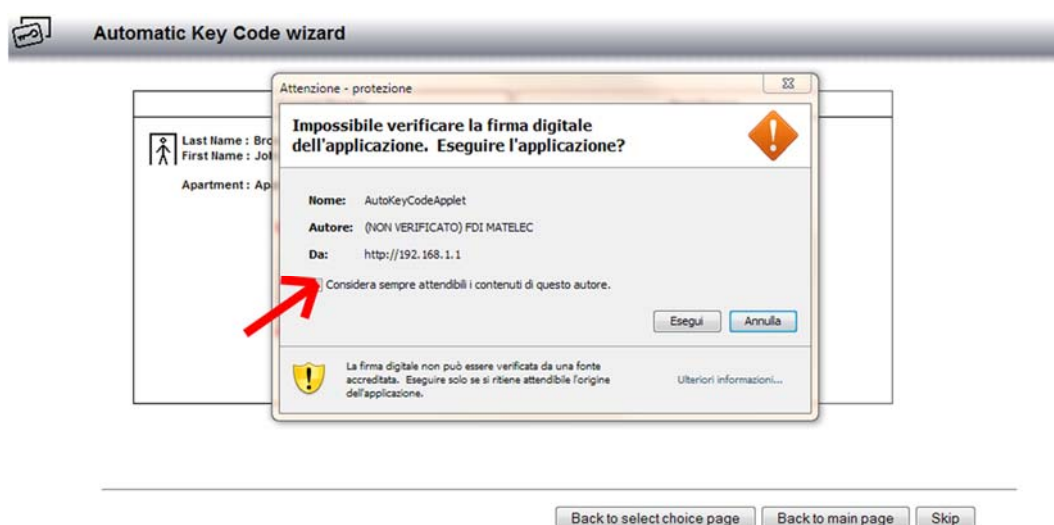 Automatic Key Code wizard
Attenzione - protezione
Impossibile verificare la firma digitale
dell'applicazione. Eseguire l'applicazione?
Last Name : Bro
First Name : Joh
Apartment : Ap
Nome: AutoKeyCodeApplet
Autore: (NON VERIFICATO) FDI MATELEC
Da: http://192.168.1.1
Considera sempre attendibili i contenuti di questo autore.
Esegui Annulla
La firma digitale non può essere verificata da una fonte
accreditata. Eseguire solo se si ritiene attendibile l'origine
dell'applicazione.
Ulteriori informazioni...
Back to select choice page Back to main page Skip